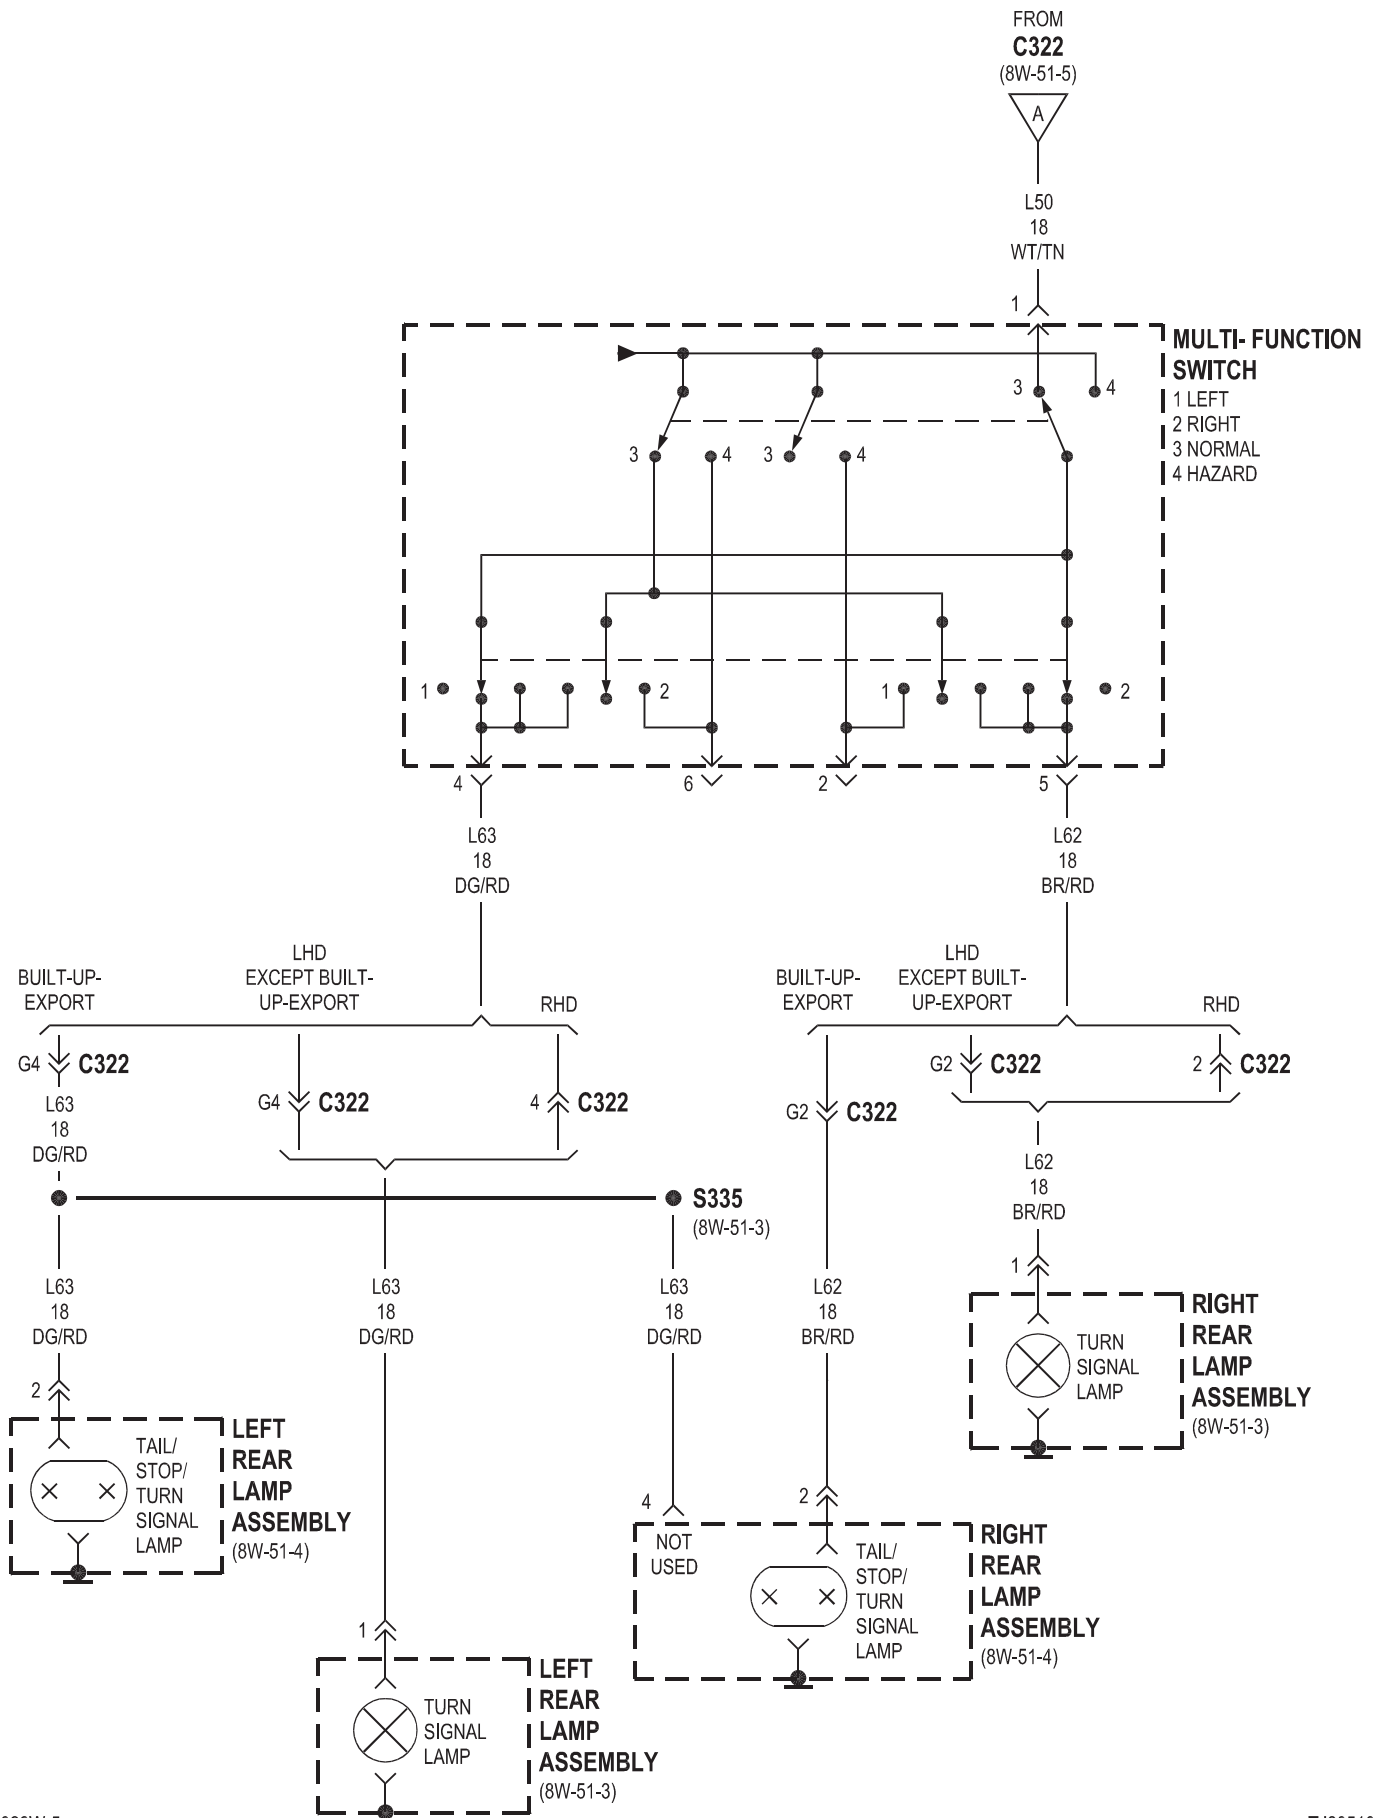 FROM
C322
(8W-51-5)
A
L50
18
WT/TN
1
MULTI- FUNCTION
SWITCH
1 LEFT
2 RIGHT
3 NORMAL
4 HAZARD
3
4
3
4
3
4
1
2
1
2
4
6
2
5
L63
18
DG/RD
L62
18
BR/RD
BUILT-UP-
EXPORT
LHD
EXCEPT BUILT-
UP-EXPORT
RHD
BUILT-UP-
EXPORT
LHD
EXCEPT BUILT-
UP-EXPORT
RHD
G4
C322
G4
C322
4
C322
G2
C322
G2
C322
2
C322
L63
18
DG/RD
L62
18
BR/RD
S335
(8W-51-3)
L63
18
DG/RD
L63
18
DG/RD
L63
18
DG/RD
L62
18
BR/RD
1
RIGHT
REAR
LAMP
ASSEMBLY
(8W-51-3)
TURN
SIGNAL
LAMP
2
TAIL/
STOP/
TURN
SIGNAL
LAMP
LEFT
REAR
LAMP
ASSEMBLY
(8W-51-4)
4
NOT
USED
2
TAIL/
STOP/
TURN
SIGNAL
LAMP
RIGHT
REAR
LAMP
ASSEMBLY
(8W-51-4)
1
TURN
SIGNAL
LAMP
LEFT
REAR
LAMP
ASSEMBLY
(8W-51-3)